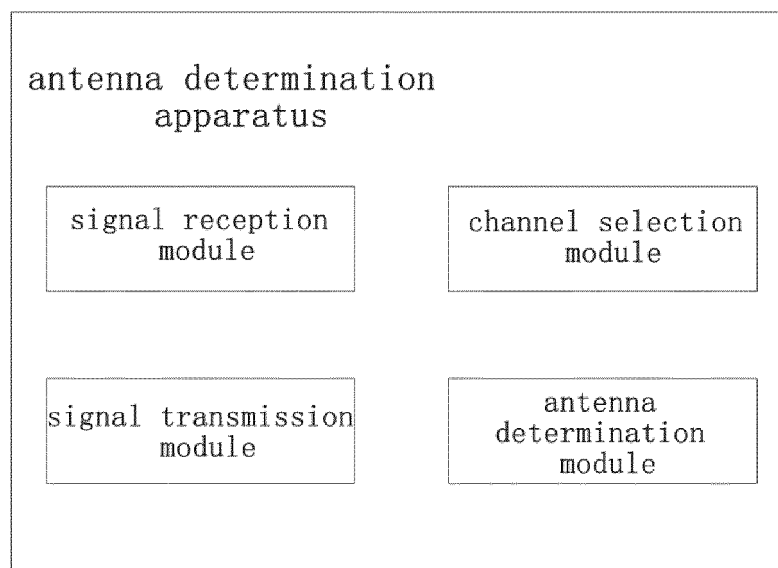 antenna determination
apparatus
signal reception
module
channel selection
module
signal transmission
module
antenna
determination
module